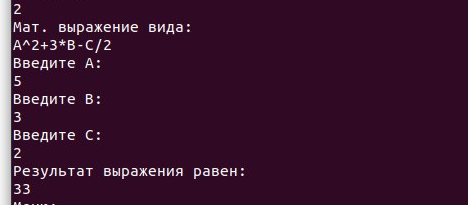 2
Мат. выражение вида:
A^2+3*B-C/2
Введите A:
5
Введите B:
3
Введите C:
2
Результат выражения равен:
33